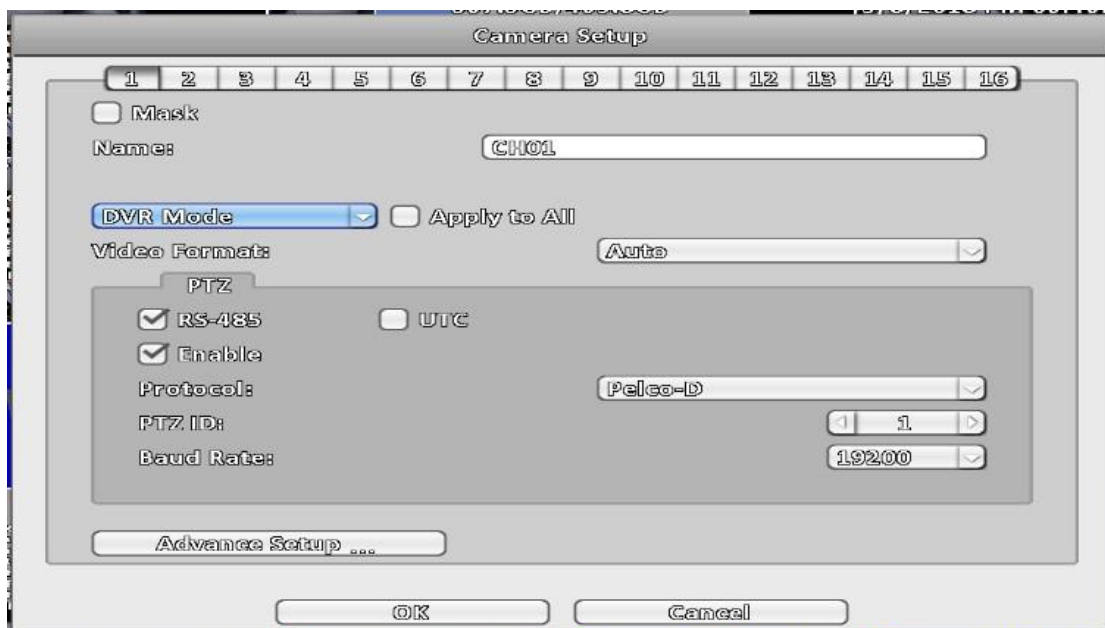 Camera Setup
1 2 3 4 5 6 7 8 9 10 11 12 13 14 15 16
Mask
Name: CH01
DVR Mode Apply to All
Video Format: Auto
PTZ
RS-485 UTC
Enable
Protocol: Pelco-D
PTZ ID: 1
Baud Rate: 19200
Advance Setup ...
OK Cancel